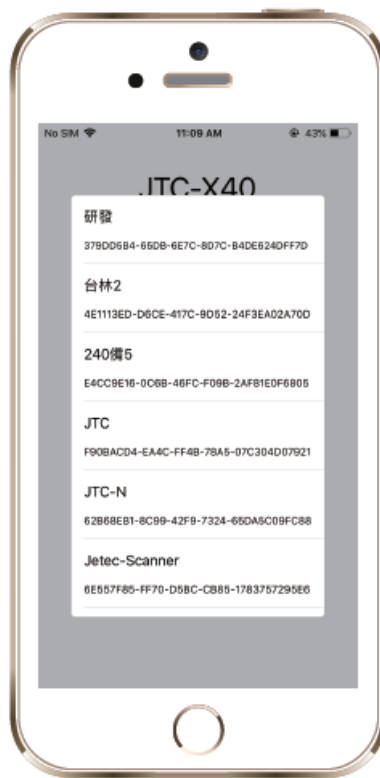 No SIM 11:09 AM 43%
JTC-X40
研發
379DD6B4-65DB-6E7C-8D7C-B4DE624DFF7D
台林2
4E1113ED-D6CE-417C-9D52-24F3EA02A70D
240備5
E4CC9E16-0C6B-46FC-F09B-2AF81E0F6805
JTC
F90BACD4-EA4C-FF4B-78A5-07C304D07921
JTC-N
62B68EB1-8C99-42F9-7324-65DA5C09FC88
Jetec-Scanner
6E557F85-FF70-D5BC-CB85-1783757295E6